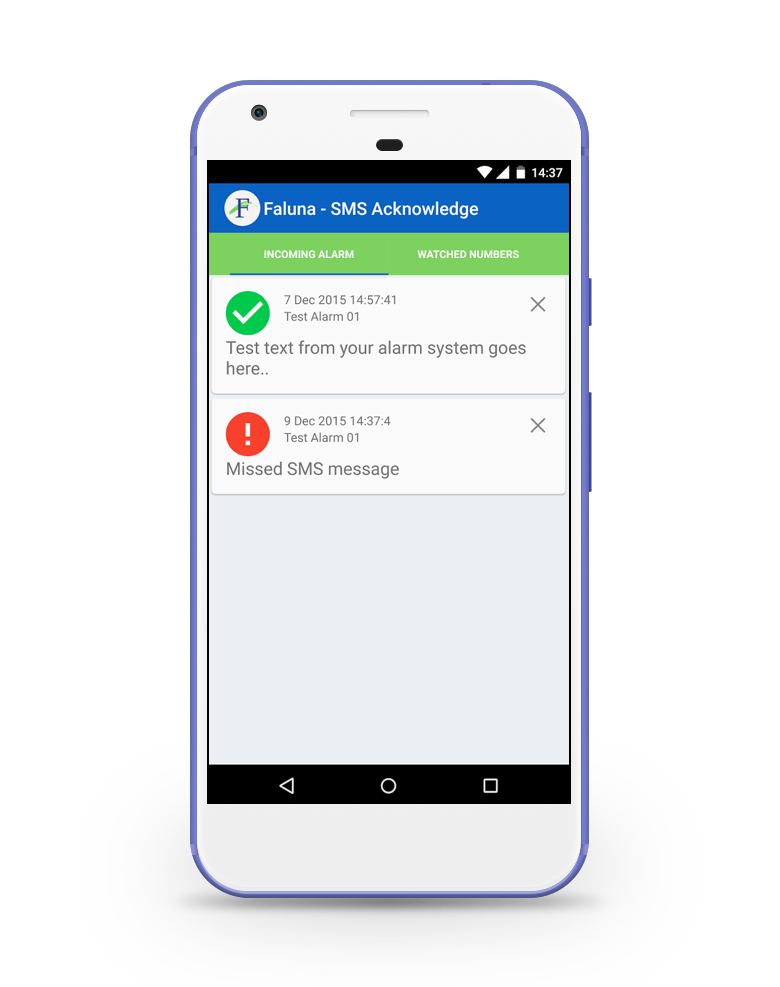 14:37
F Faluna - SMS Acknowledge
INCOMING ALARM WATCHED NUMBERS
7 Dec 2015 14:57:41
Test Alarm 01
Test text from your alarm system goes
here..
9 Dec 2015 14:37:4
Test Alarm 01
Missed SMS message